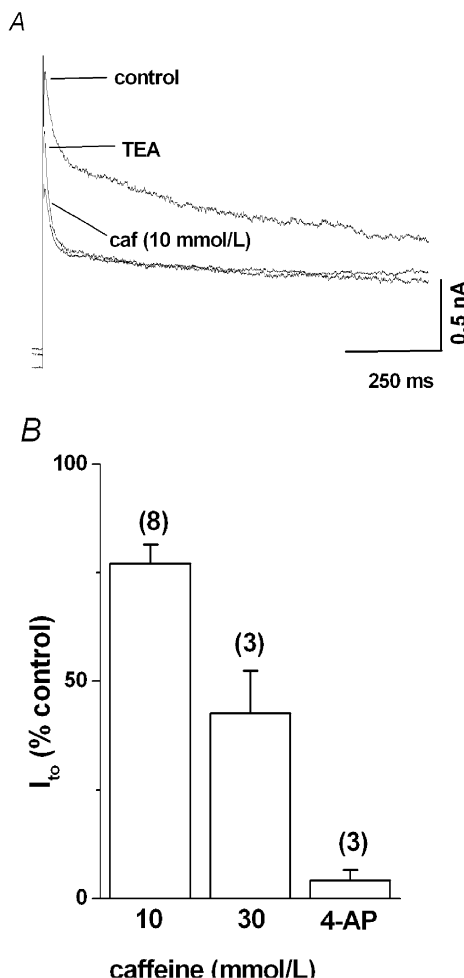 A
control
TEA
caf (10 mmol/L)
0.5 nA
250 ms
B
100
(8)
(3)
50
(3)
0
Ito (% control)
10 30 4-AP
caffeine (mmol/L)